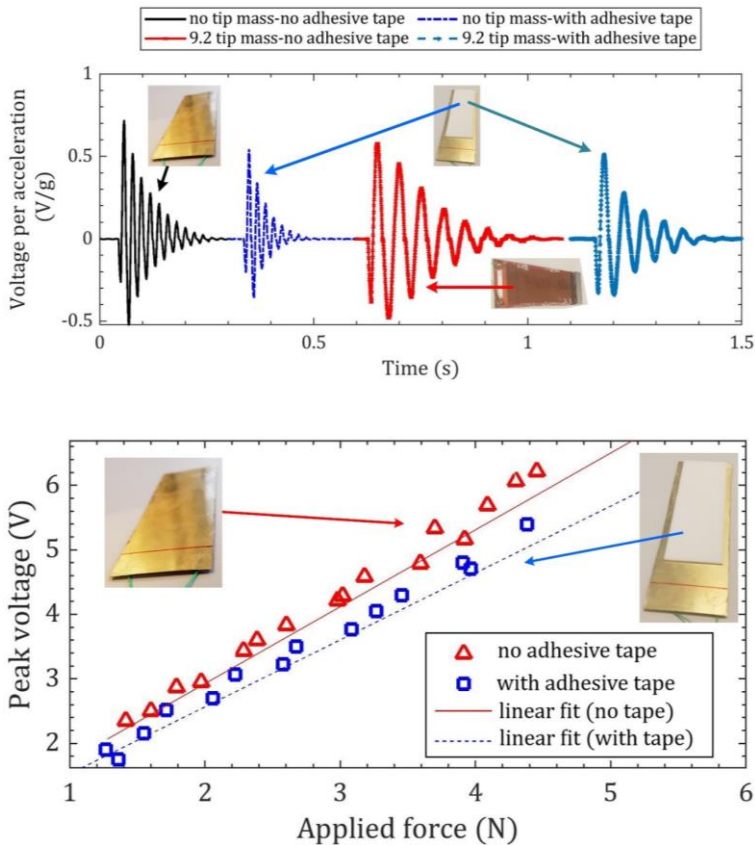 no tip mass-no adhesive tape
no tip mass-with adhesive tape
9.2 tip mass-no adhesive tape
9.2 tip mass-with adhesive tape
Voltage per acceleration
(V/g)
1
0.5
0
-0.5
0
0.5
1
1.5
Time (s)
Peak voltage (V)
6
5
4
3
2
no adhesive tape
with adhesive tape
linear fit (no tape)
linear fit (with tape)
1
2
3
4
5
6
Applied force (N)